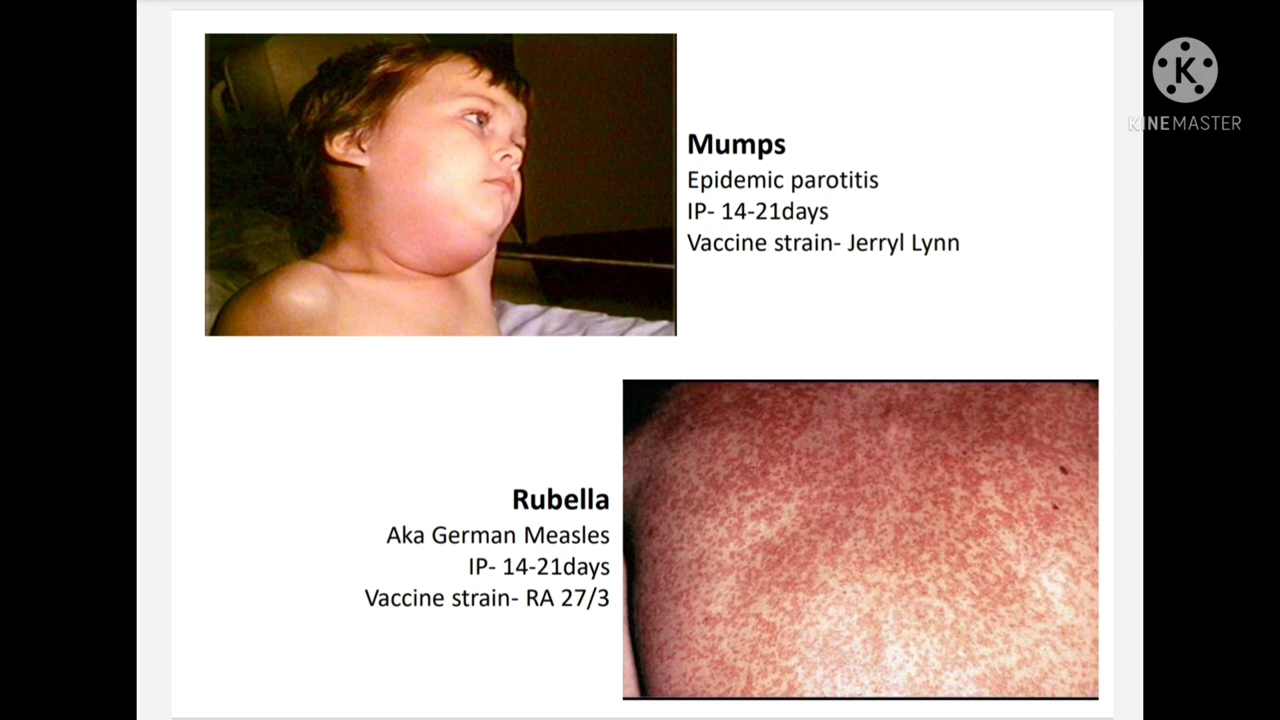 KINEMASTER
Mumps
Epidemic parotitis
IP- 14-21days
Vaccine strain- Jerryl Lynn
Rubella
Aka German Measles
IP- 14-21days
Vaccine strain- RA 27/3